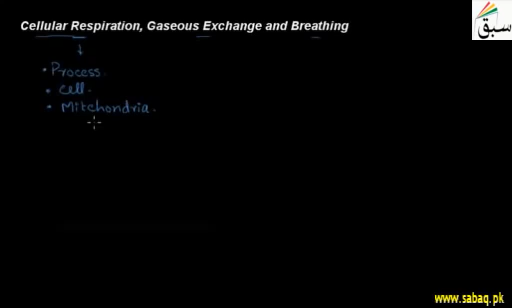 Cellular Respiration, Gaseous Exchange and Breathing
سبق
• Process.
• Cell.
• Mitchondria.
www.sabaq.pk